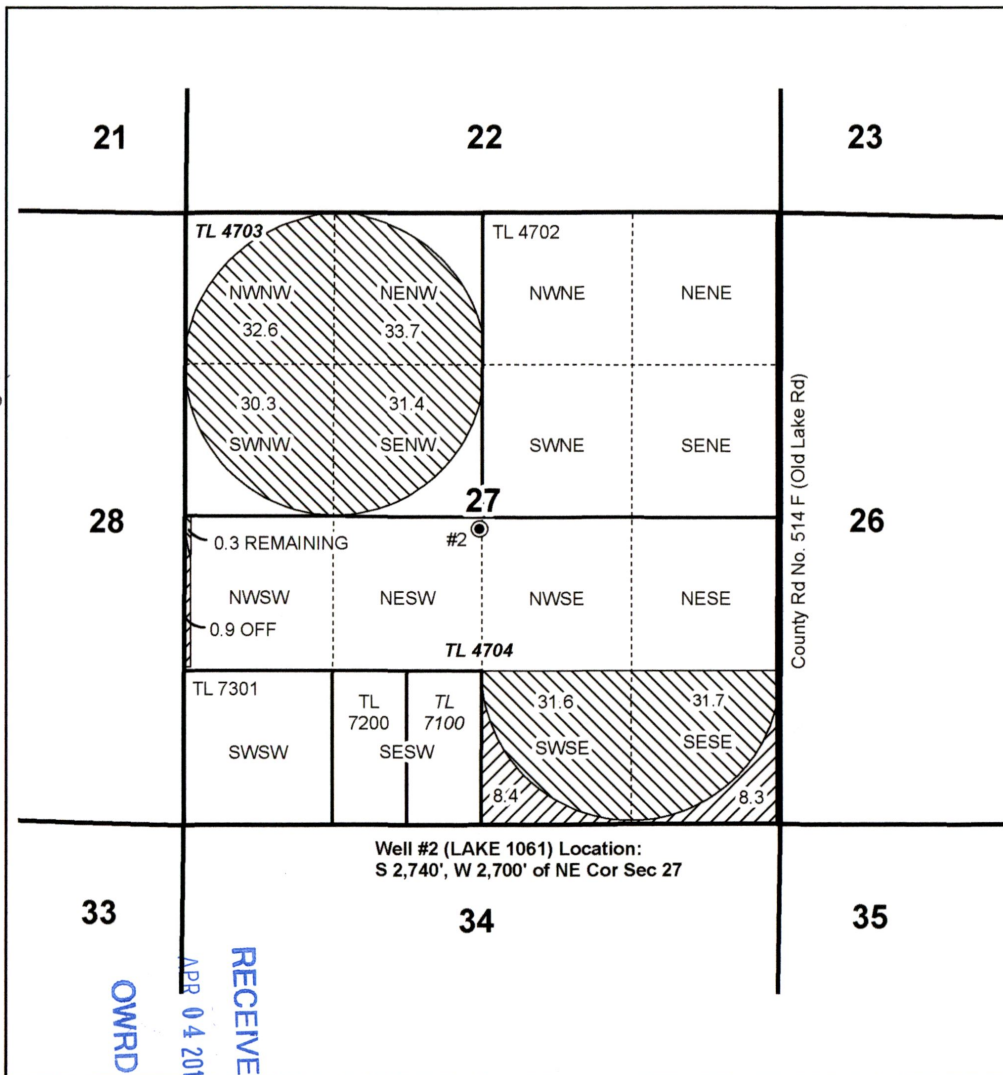 21 22 23
TL 4703 TL 4702
NWNW NENW NWNE NENE
32.6 33.7
30.3 31.4
SWNW SENW SWNE SENE
County Rd No. 514 F (Old Lake Rd)
27
28 26
#2
0.3 REMAINING
NWSW NESW NWSE NESE
0.9 OFF
TL 4704
TL 7301 TL 7200 TL 7100
31.6 31.7
SWSW SESW SWSE SESE
8.4 8.3
Well #2 (LAKE 1061) Location:
S 2,740', W 2,700' of NE Cor Sec 27
33 34 35
RECEIVE
APR 04 201
OWRD